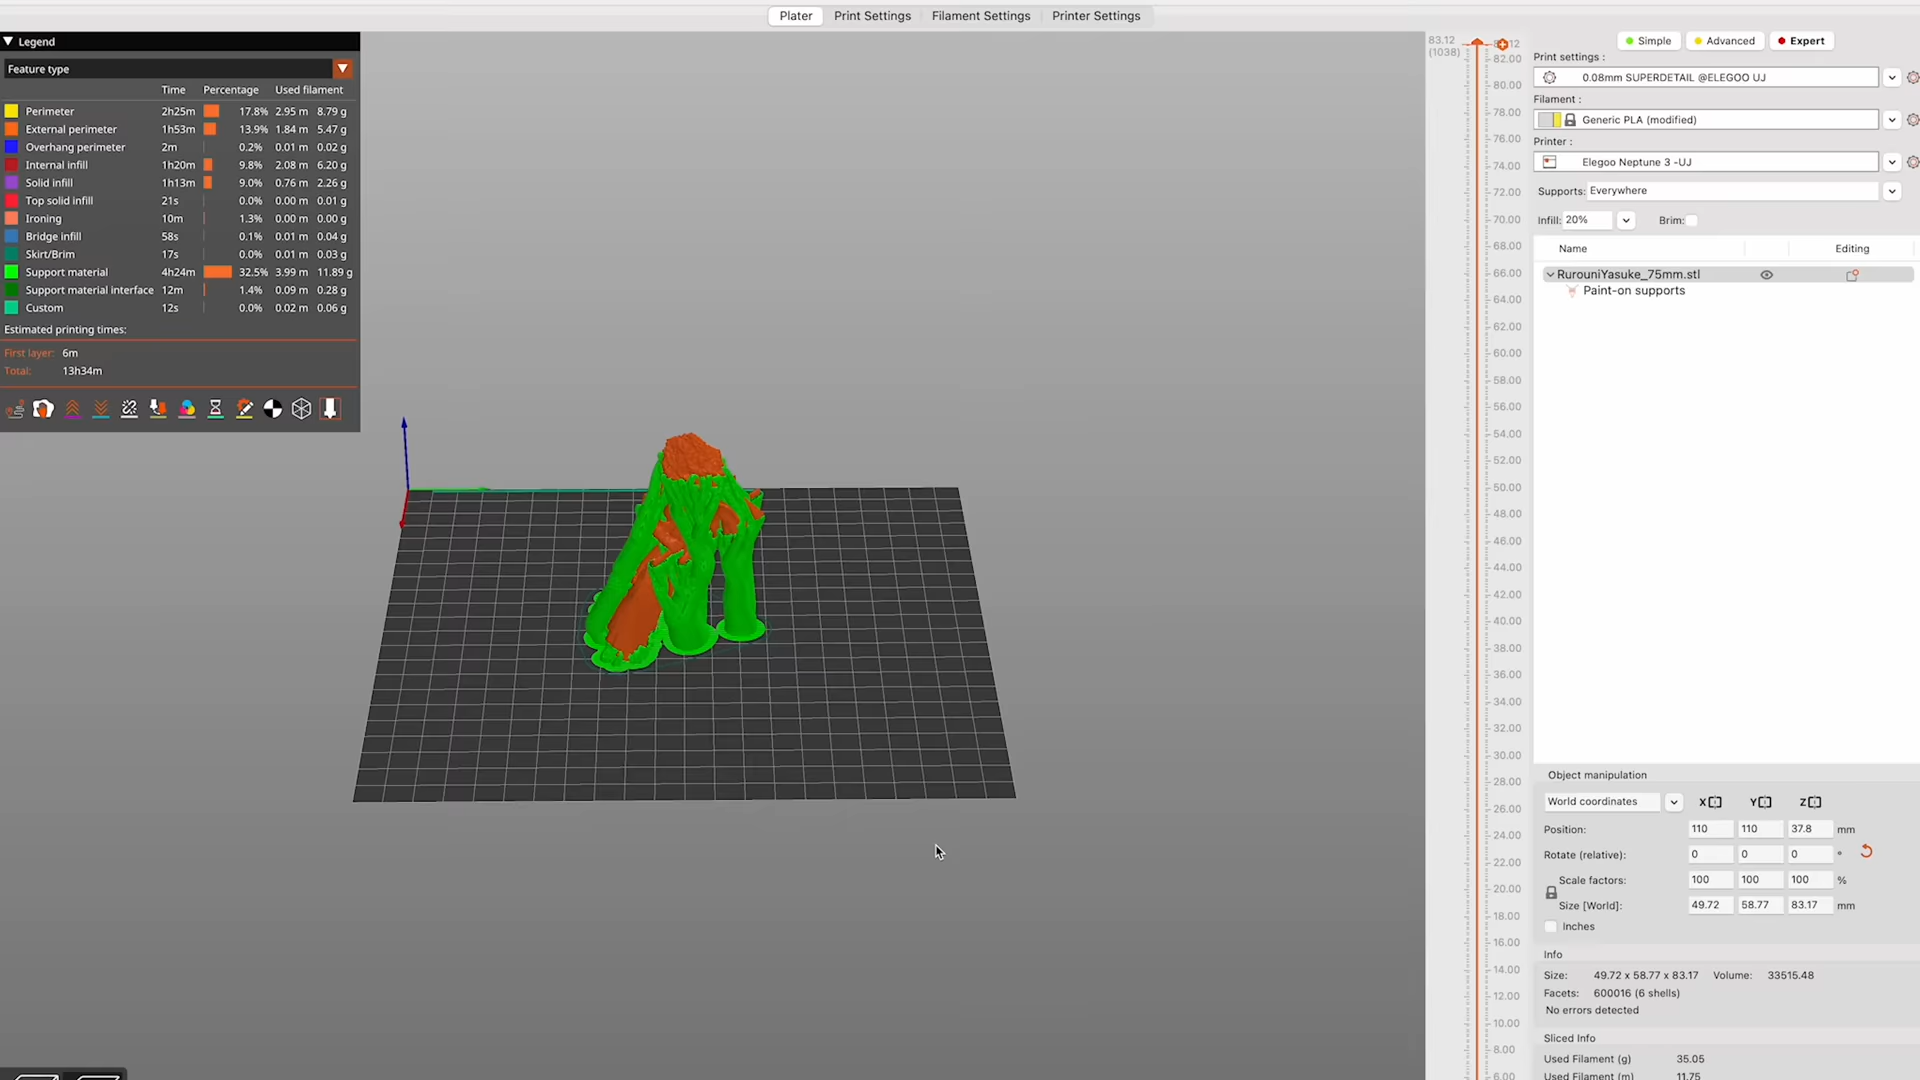 Plater Print Settings Filament Settings Printer Settings
Legend
Feature type
Time Percentage Used filament
Perimeter 2h25m 17.8% 2.95 m 8.79 g
External perimeter 1h53m 13.9% 1.84 m 5.47 g
Overhang perimeter 2m 0.2% 0.01 m 0.02 g
Internal infill 1h20m 9.8% 2.08 m 6.20 g
Solid infill 1h13m 9.0% 0.76 m 2.26 g
Top solid infill 21s 0.0% 0.00 m 0.01 g
Ironing 10m 1.3% 0.00 m 0.00 g
Bridge infill 58s 0.1% 0.01 m 0.04 g
Skirt/Brim 17s 0.0% 0.01 m 0.03 g
Support material 4h24m 32.5% 3.99 m 11.89 g
Support material interface 12m 1.4% 0.09 m 0.28 g
Custom 12s 0.0% 0.02 m 0.06 g
Estimated printing times:
First layer: 6m
Total: 13h34m
83.12
(1038)
82.00
80.00
78.00
76.00
74.00
72.00
70.00
68.00
66.00
64.00
62.00
60.00
58.00
56.00
54.00
52.00
50.00
48.00
46.00
44.00
42.00
40.00
38.00
36.00
34.00
32.00
30.00
28.00
26.00
24.00
22.00
20.00
18.00
16.00
14.00
12.00
10.00
8.00
6.00
Simple Advanced Expert
Print settings :
0.08mm SUPERDETAIL @ELEGOO UJ
Filament :
Generic PLA (modified)
Printer :
Elegoo Neptune 3 -UJ
Supports: Everywhere
Infill: 20% Brim:
Name Editing
RurouniYasuke_75mm.stl
Paint-on supports
Object manipulation
World coordinates X Y Z
Position: 110 110 37.8 mm
Rotate (relative): 0 0 0 °
Scale factors: 100 100 100 %
Size [World]: 49.72 58.77 83.17 mm
Inches
Info
Size: 49.72 x 58.77 x 83.17 Volume: 33515.48
Facets: 600016 (6 shells)
No errors detected
Sliced Info
Used Filament (g) 35.05
Used Filament (m) 11.75